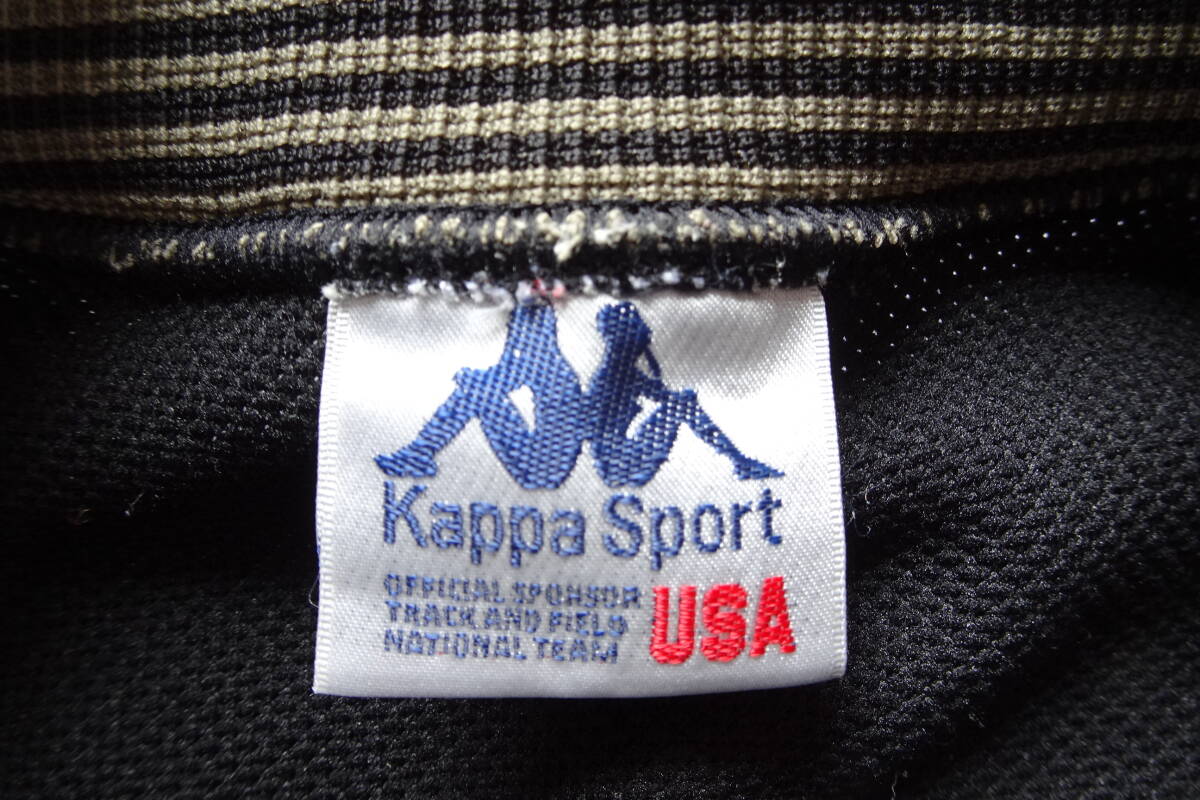 Kappa Sport
OFFICIAL SPONSOR
TRACK AND FIELD
NATIONAL TEAM
USA